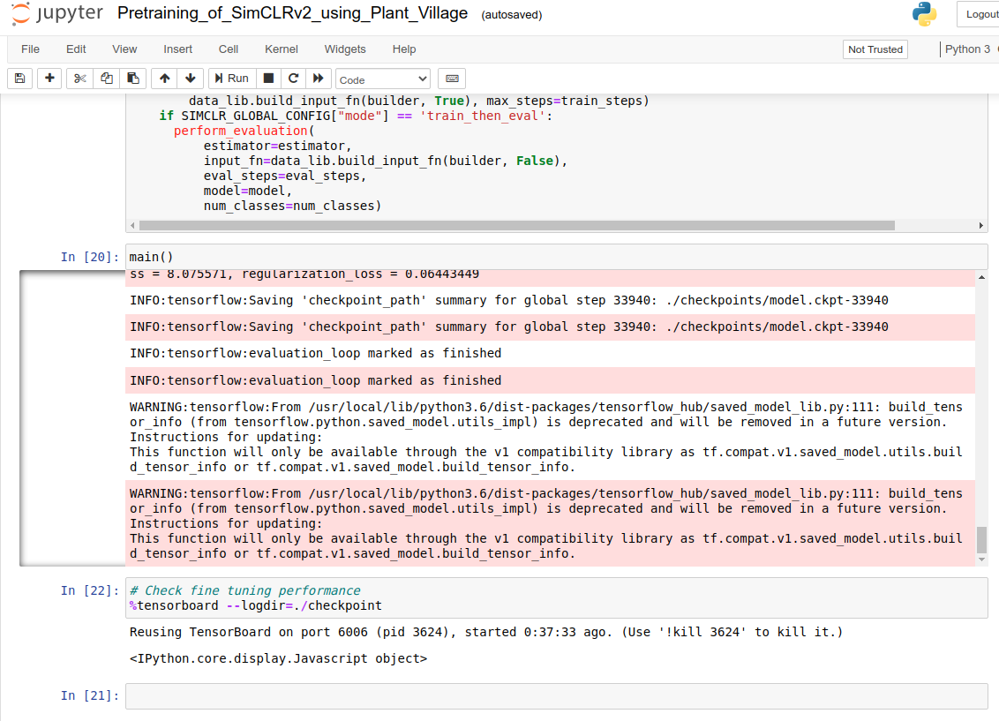 jupyter Pretraining_of_SimCLRv2_using_Plant_Village (autosaved) Logout
File Edit View Insert Cell Kernel Widgets Help Not Trusted Python 3
Run Code
data_lib.build_input_fn(builder, True), max_steps=train_steps)
if SIMCLR_GLOBAL_CONFIG["mode"] == 'train_then_eval':
perform_evaluation(
estimator=estimator,
input_fn=data_lib.build_input_fn(builder, False),
eval_steps=eval_steps,
model=model,
num_classes=num_classes)
In [20]: main()
ss = 8.075571, regularization_loss = 0.06443449
INFO:tensorflow:Saving 'checkpoint_path' summary for global step 33940: ./checkpoints/model.ckpt-33940
INFO:tensorflow:Saving 'checkpoint_path' summary for global step 33940: ./checkpoints/model.ckpt-33940
INFO:tensorflow:evaluation_loop marked as finished
INFO:tensorflow:evaluation_loop marked as finished
WARNING:tensorflow:From /usr/local/lib/python3.6/dist-packages/tensorflow_hub/saved_model_lib.py:111: build_tens
or_info (from tensorflow.python.saved_model.utils_impl) is deprecated and will be removed in a future version.
Instructions for updating:
This function will only be available through the v1 compatibility library as tf.compat.v1.saved_model.utils.buil
d_tensor_info or tf.compat.v1.saved_model.build_tensor_info.
WARNING:tensorflow:From /usr/local/lib/python3.6/dist-packages/tensorflow_hub/saved_model_lib.py:111: build_tens
or_info (from tensorflow.python.saved_model.utils_impl) is deprecated and will be removed in a future version.
Instructions for updating:
This function will only be available through the v1 compatibility library as tf.compat.v1.saved_model.utils.buil
d_tensor_info or tf.compat.v1.saved_model.build_tensor_info.
In [22]: # Check fine tuning performance
%tensorboard --logdir=./checkpoint
Reusing TensorBoard on port 6006 (pid 3624), started 0:37:33 ago. (Use '!kill 3624' to kill it.)
<IPython.core.display.Javascript object>
In [21]: